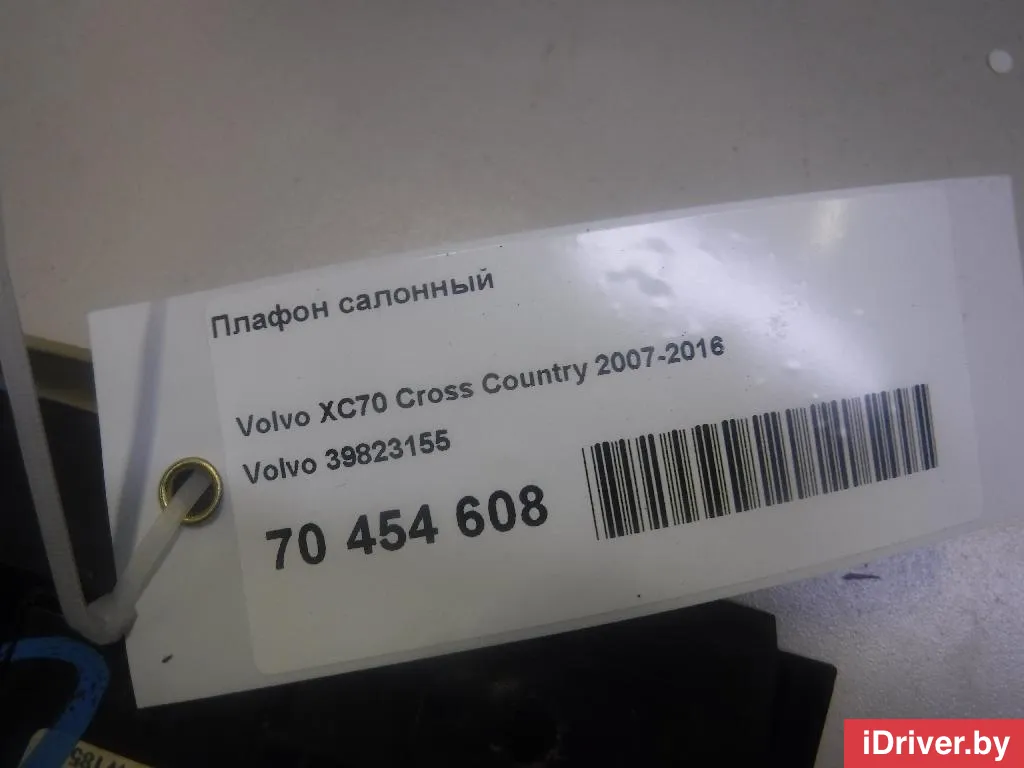 Плафон салонный
Volvo XC70 Cross Country 2007-2016
Volvo 39823155
70 454 608
iDriver.by